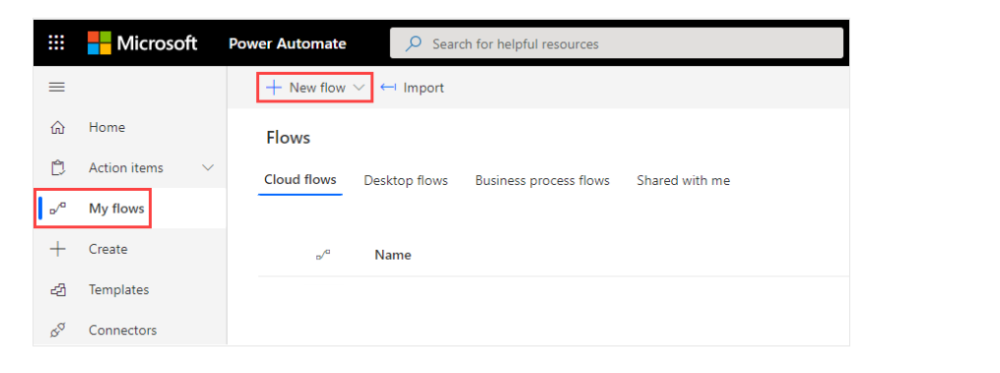 Microsoft Power Automate Search for helpful resources
New flow Import
Home
Action items
My flows
Create
Templates
Connectors
Flows
Cloud flows Desktop flows Business process flows Shared with me
Name